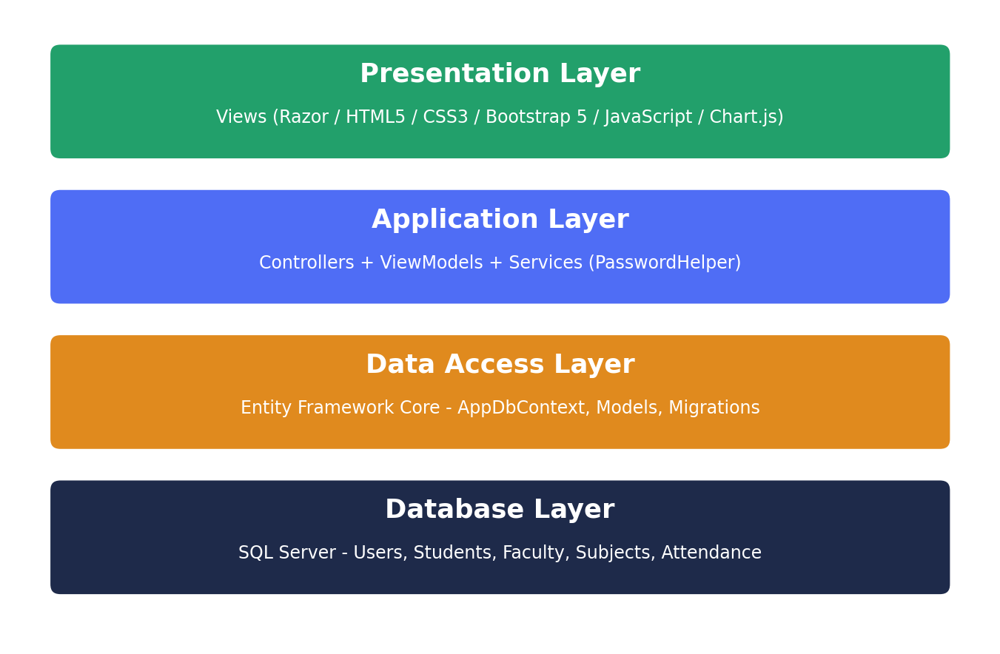 Presentation Layer
Views (Razor / HTML5 / CSS3 / Bootstrap 5 / JavaScript / Chart.js)
Application Layer
Controllers + ViewModels + Services (PasswordHelper)
Data Access Layer
Entity Framework Core - AppDbContext, Models, Migrations
Database Layer
SQL Server - Users, Students, Faculty, Subjects, Attendance